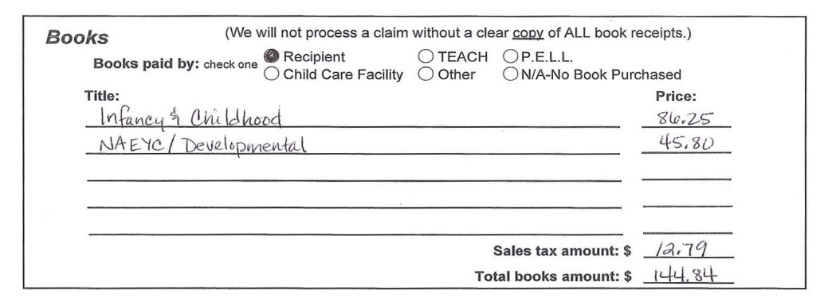 Books (We will not process a claim without a clear copy of ALL book receipts.)
Books paid by: check one Recipient TEACH P.E.L.L.
Child Care Facility Other N/A-No Book Purchased
Title: Price:
Infancy & Childhood 86.25
NAEYC / Developmental 45.80
Sales tax amount: $ 12.79
Total books amount: $ 144.84